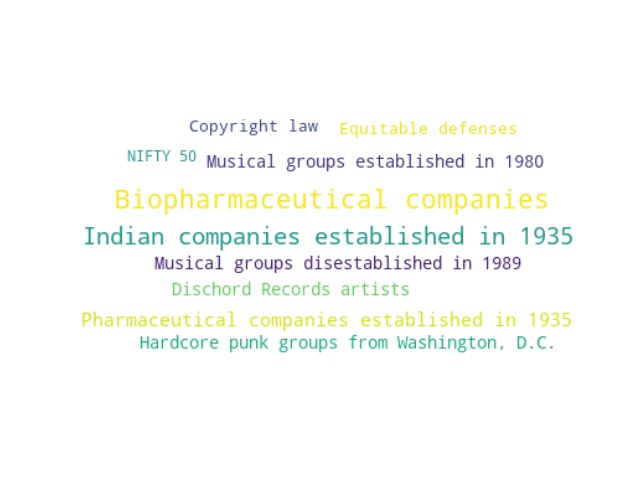 Copyright law
Equitable defenses
NIFTY 50
Musical groups established in 1980
Biopharmaceutical companies
Indian companies established in 1935
Musical groups disestablished in 1989
Dischord Records artists
Pharmaceutical companies established in 1935
Hardcore punk groups from Washington, D.C.